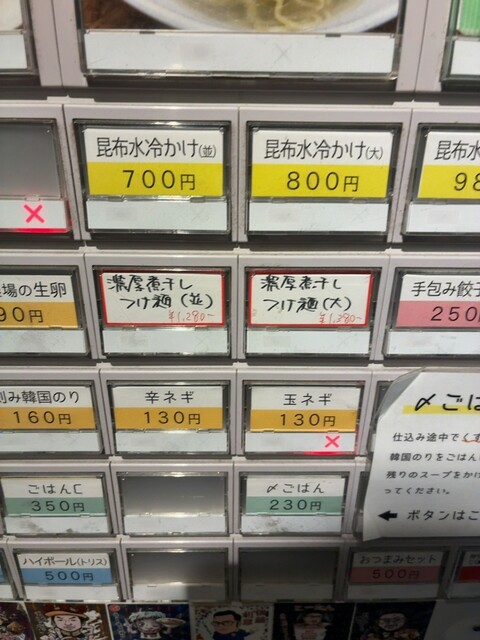 昆布水冷かけ(並)
700円
昆布水冷かけ(大)
800円
昆布水
98
場の生卵
90円
濃厚煮干し
つけ麺(並)
¥1,280-
濃厚煮干し
つけ麺(大)
¥1,380-
手包み餃子
250
刻み韓国のり
160円
辛ネギ
130円
玉ネギ
130円
ごはんC
350円
〆ごはん
230円
〆ごは
仕込み途中でくず
韓国のりをごはんに
残りのスープをかけ
ってください。
← ボタンはこ
ハイボール(トリス)
500円
おつまみセット
500円